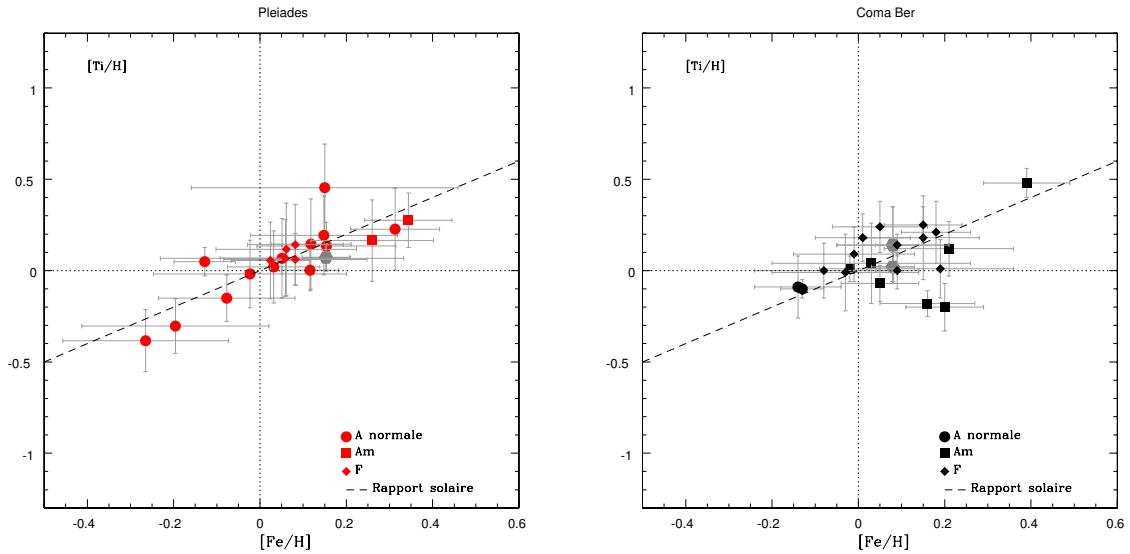 Pleiades
[Ti/H]
1
0.5
0
-0.5
-1
A normale
Am
F
Rapport solaire
-0.4
-0.2
0
0.2
0.4
0.6
[Fe/H]
Coma Ber
[Ti/H]
1
0.5
0
-0.5
-1
A normale
Am
F
Rapport solaire
-0.4
-0.2
0
0.2
0.4
0.6
[Fe/H]